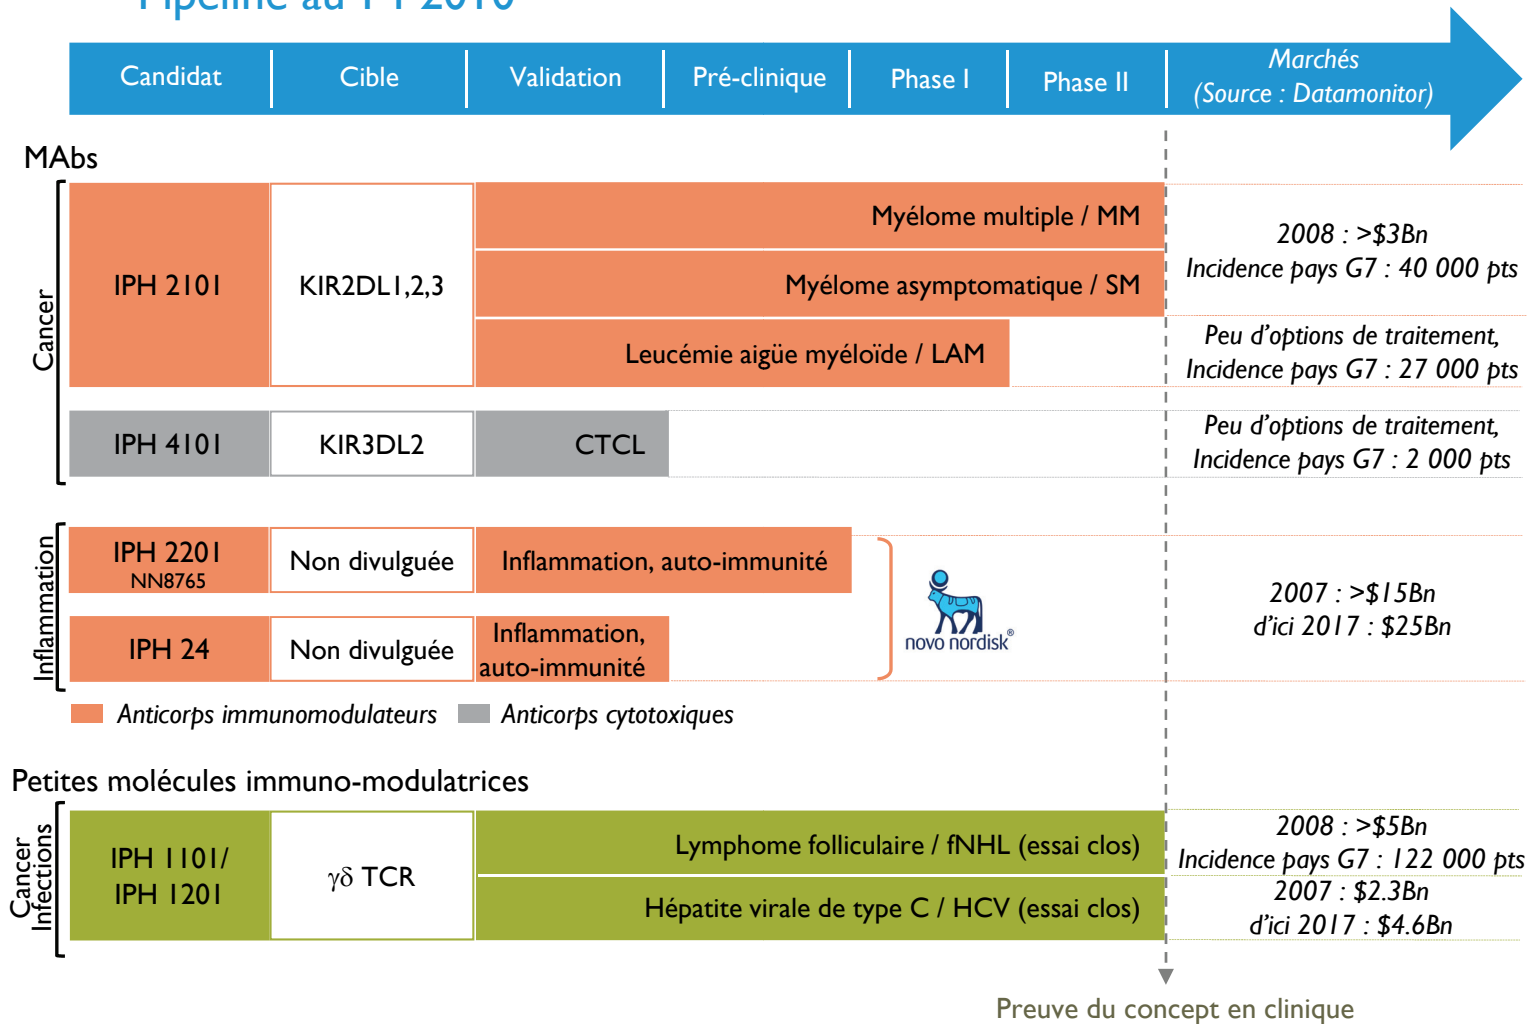 Candidat
Cible
Validation
Pré-clinique
Phase I
Phase II
Marchés
(Source : Datamonitor)
MAbs
Cancer
IPH 2101
KIR2DL1,2,3
Myélome multiple / MM
Myélome asymptomatique / SM
2008 : >$3Bn
Incidence pays G7 : 40 000 pts
Leucémie aigüe myéloïde / LAM
Peu d’options de traitement,
Incidence pays G7 : 27 000 pts
IPH 4101
KIR3DL2
CTCL
Peu d’options de traitement,
Incidence pays G7 : 2 000 pts
Inflammation
IPH 2201
NN8765
Non divulguée
Inflammation, auto-immunité
IPH 24
Non divulguée
Inflammation,
auto-immunité
novo nordisk®
2007 : >$15Bn
d’ici 2017 : $25Bn
Anticorps immunomodulateurs
Anticorps cytotoxiques
Petites molécules immuno-modulatrices
Cancer
Infections
IPH 1101/
IPH 1201
γδ TCR
Lymphome folliculaire / fNHL (essai clos)
2008 : >$5Bn
Incidence pays G7 : 122 000 pts
Hépatite virale de type C / HCV (essai clos)
2007 : $2.3Bn
d’ici 2017 : $4.6Bn
Preuve du concept en clinique